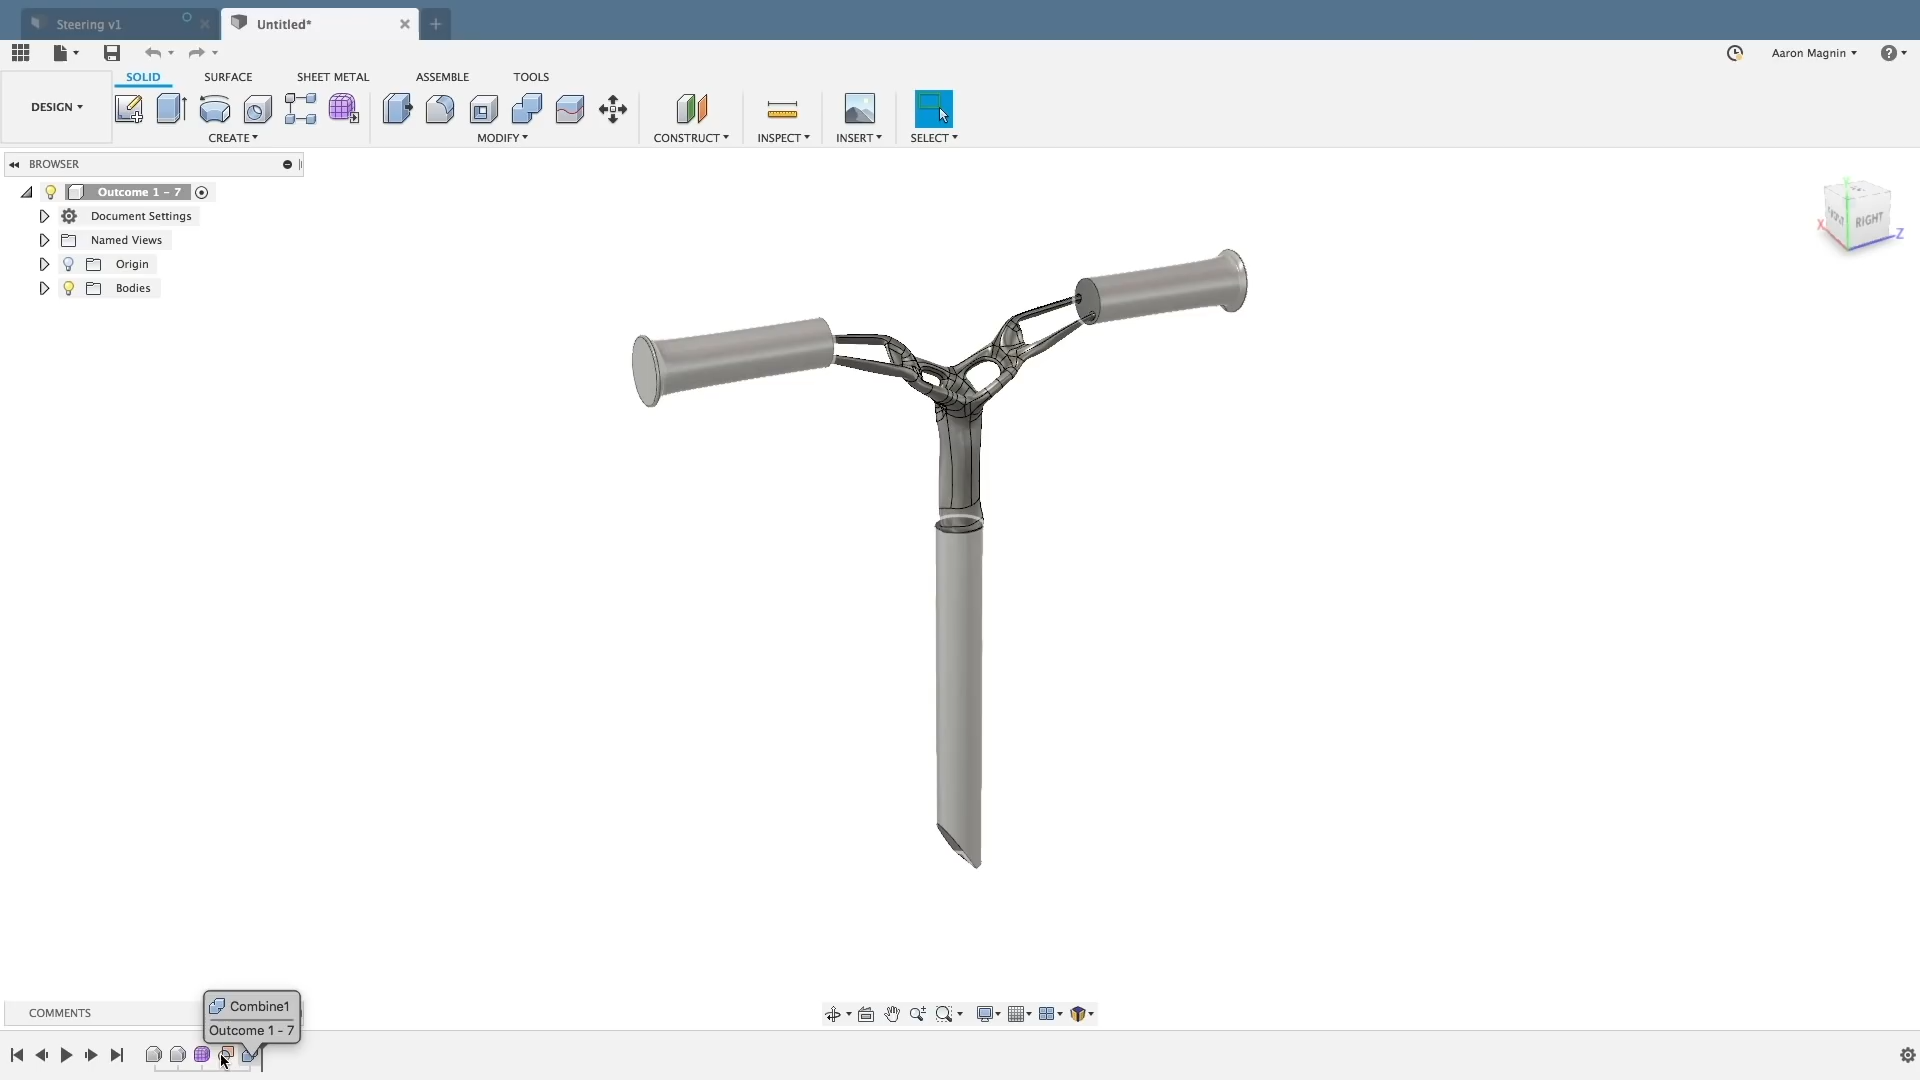 Steering v1
Untitled*
Aaron Magnin
DESIGN
SOLID
SURFACE
SHEET METAL
ASSEMBLE
TOOLS
CREATE
MODIFY
CONSTRUCT
INSPECT
INSERT
SELECT
BROWSER
Outcome 1 - 7
Document Settings
Named Views
Origin
Bodies
RIGHT
X
Z
COMMENTS
Combine1
Outcome 1 - 7